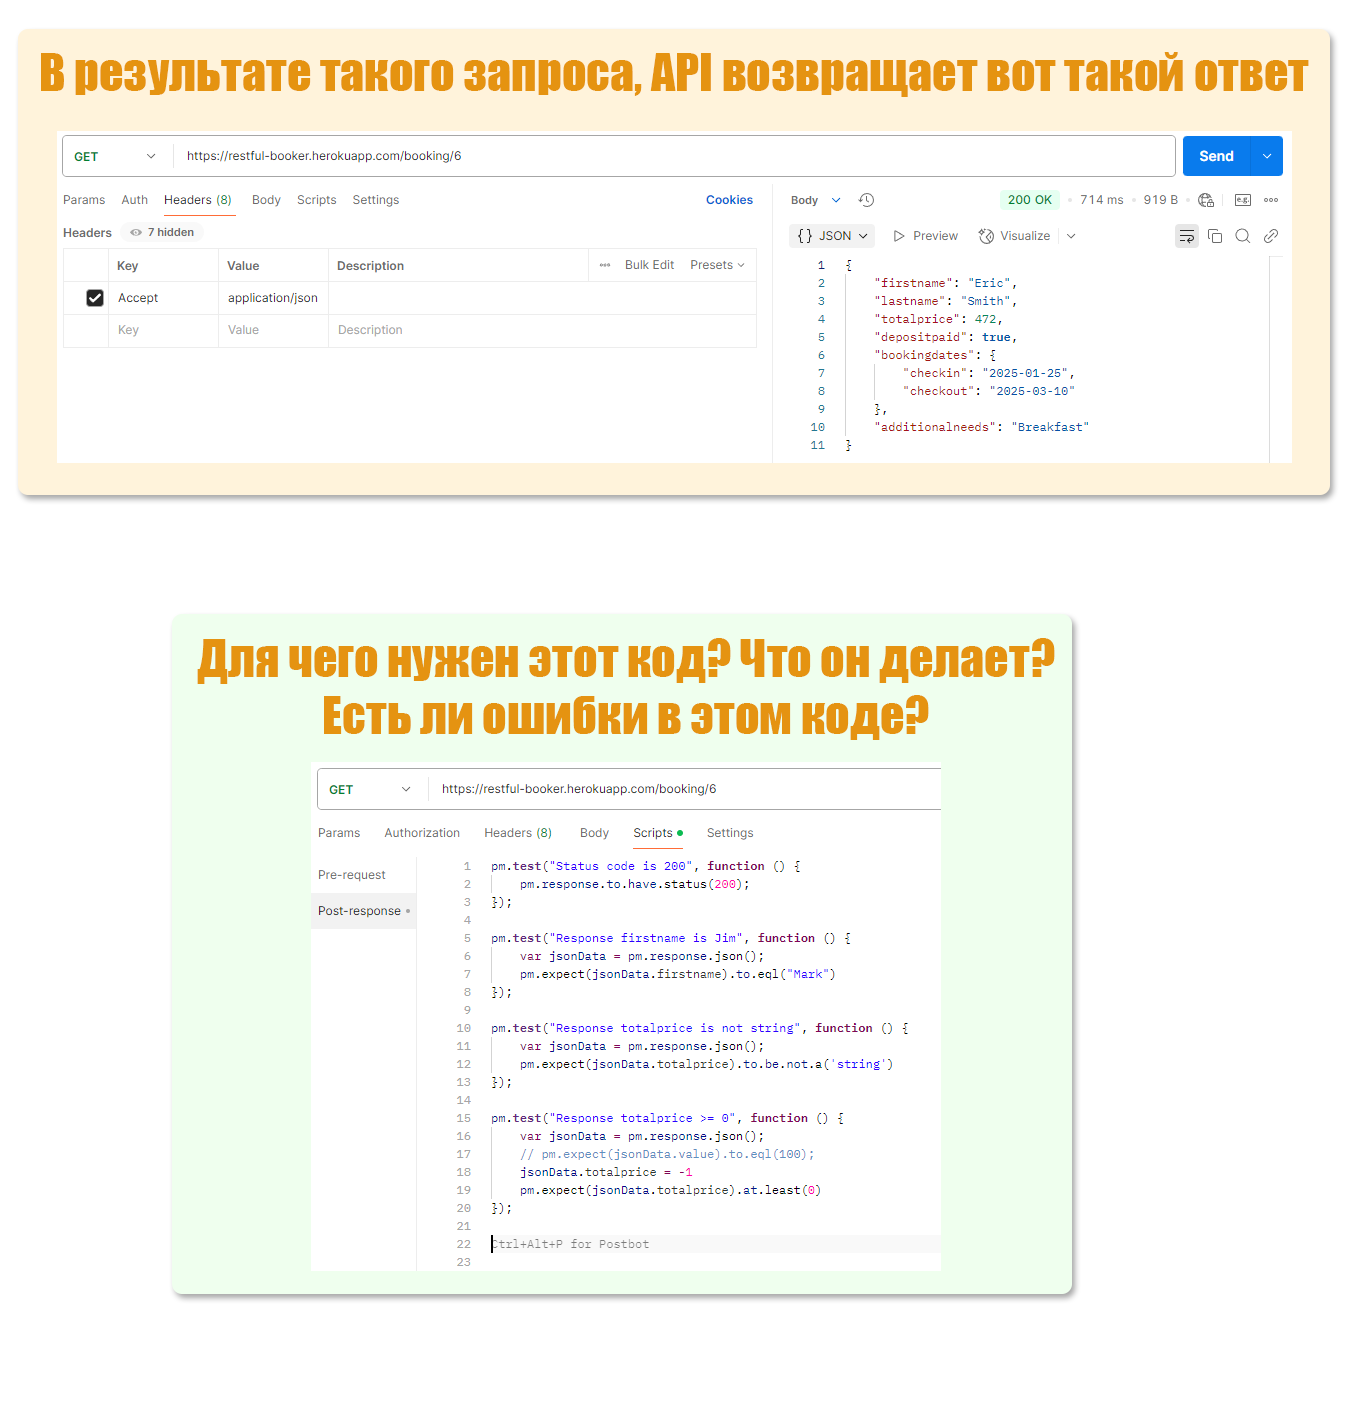 В результате такого запроса, API возвращает вот такой ответ
GET https://restful-booker.herokuapp.com/booking/6 Send
Params Auth Headers (8) Body Scripts Settings Cookies
Body 200 OK 714 ms 919 B e.g.
Headers 7 hidden
{} JSON Preview Visualize
Key Value Description Bulk Edit Presets
Accept application/json
Key Value Description
1 {
2 "firstname": "Eric",
3 "lastname": "Smith",
4 "totalprice": 472,
5 "depositpaid": true,
6 "bookingdates": {
7 "checkin": "2025-01-25",
8 "checkout": "2025-03-10"
9 },
10 "additionalneeds": "Breakfast"
11 }
Для чего нужен этот код? Что он делает?
Есть ли ошибки в этом коде?
GET https://restful-booker.herokuapp.com/booking/6
Params Authorization Headers (8) Body Scripts Settings
Pre-request
Post-response
1 pm.test("Status code is 200", function () {
2 pm.response.to.have.status(200);
3 });
4
5 pm.test("Response firstname is Jim", function () {
6 var jsonData = pm.response.json();
7 pm.expect(jsonData.firstname).to.eql("Mark")
8 });
9
10 pm.test("Response totalprice is not string", function () {
11 var jsonData = pm.response.json();
12 pm.expect(jsonData.totalprice).to.be.not.a('string')
13 });
14
15 pm.test("Response totalprice >= 0", function () {
16 var jsonData = pm.response.json();
17 // pm.expect(jsonData.value).to.eql(100);
18 jsonData.totalprice = -1
19 pm.expect(jsonData.totalprice).at.least(0)
20 });
21
22 Ctrl+Alt+P for Postbot
23